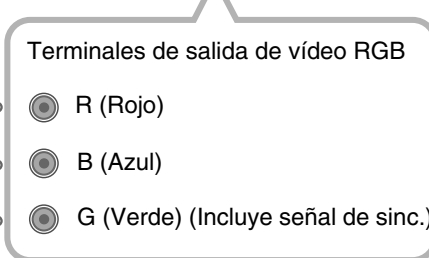 Terminales de salida de vídeo RGB
R (Rojo)
B (Azul)
G (Verde) (Incluye señal de sinc.)